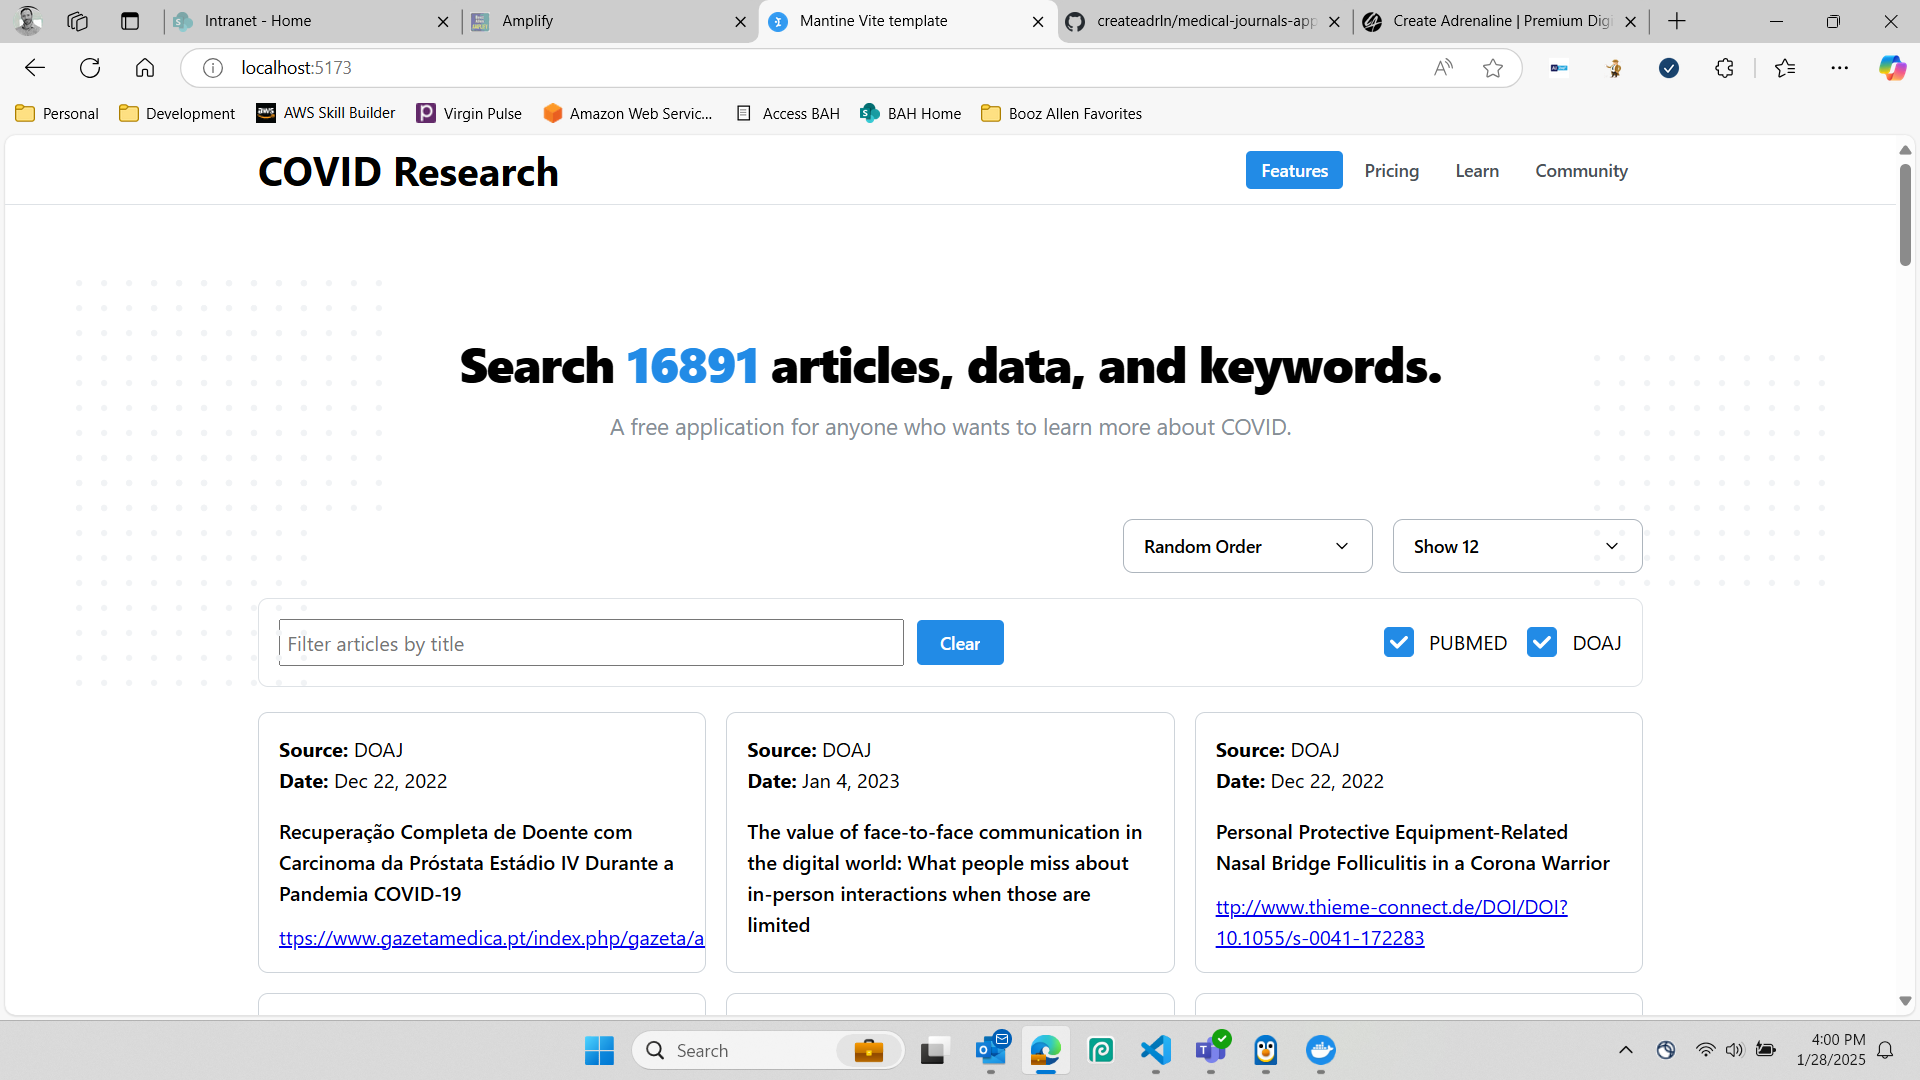 Intranet - Home
Amplify
Mantine Vite template
createadrln/medical-journals-app
Create Adrenaline | Premium Digi
localhost:5173
Personal
Development
AWS Skill Builder
Virgin Pulse
Amazon Web Servic...
Access BAH
BAH Home
Booz Allen Favorites
COVID Research
Features
Pricing
Learn
Community
Search 16891 articles, data, and keywords.
A free application for anyone who wants to learn more about COVID.
Random Order
Show 12
Filter articles by title
Clear
PUBMED
DOAJ
Source: DOAJ
Date: Dec 22, 2022
Recuperação Completa de Doente com
Carcinoma da Próstata Estádio IV Durante a
Pandemia COVID-19
ttps://www.gazetamedica.pt/index.php/gazeta/a
Source: DOAJ
Date: Jan 4, 2023
The value of face-to-face communication in
the digital world: What people miss about
in-person interactions when those are
limited
Source: DOAJ
Date: Dec 22, 2022
Personal Protective Equipment-Related
Nasal Bridge Folliculitis in a Corona Warrior
ttp://www.thieme-connect.de/DOI/DOI?
10.1055/s-0041-172283
Search
4:00 PM
1/28/2025